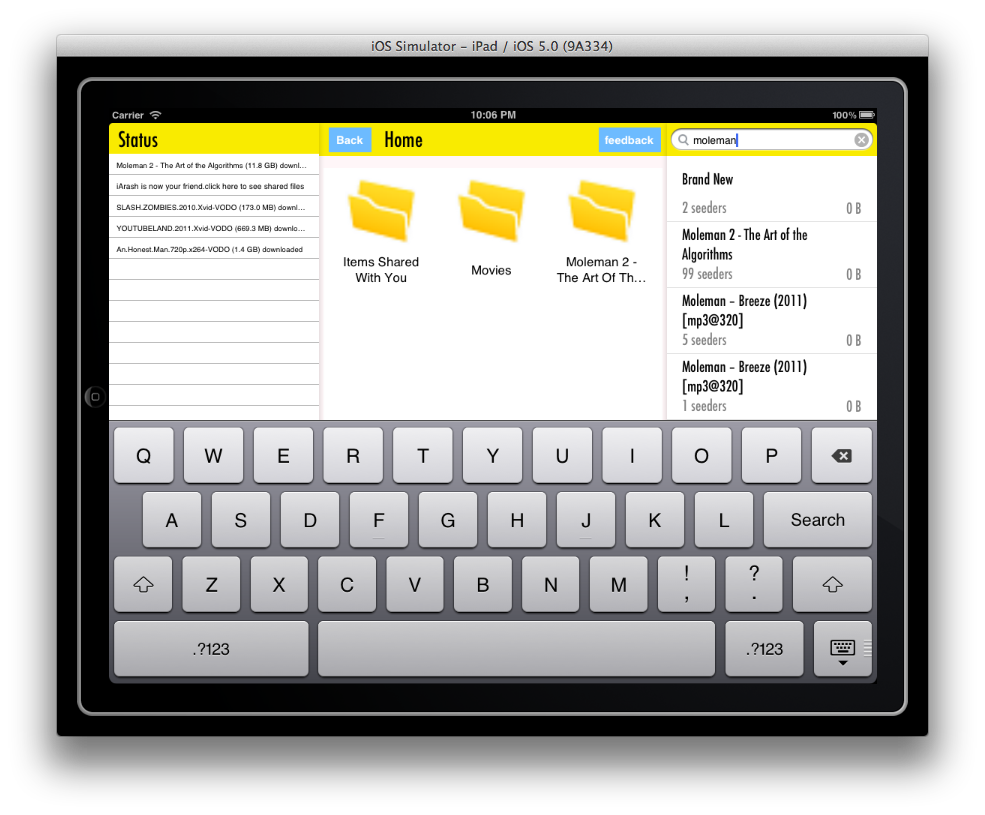 iOS Simulator – iPad / iOS 5.0 (9A334)
Carrier 10:06 PM 100%
Status
Moleman 2 - The Art of the Algorithms (11.8 GB) downl...
iArash is now your friend.click here to see shared files
SLASH.ZOMBIES.2010.Xvid-VODO (173.0 MB) downl...
YOUTUBELAND.2011.Xvid-VODO (669.3 MB) downlo...
An.Honest.Man.720p.x264-VODO (1.4 GB) downloaded
Back Home feedback
Items Shared
With You
Movies
Moleman 2 -
The Art Of Th...
moleman
Brand New
2 seeders 0 B
Moleman 2 - The Art of the
Algorithms
99 seeders 0 B
Moleman – Breeze (2011)
[mp3@320]
5 seeders 0 B
Moleman – Breeze (2011)
[mp3@320]
1 seeders 0 B
Q W E R T Y U I O P
A S D F G H J K L Search
Z X C V B N M ! , ? .
.?123 .?123